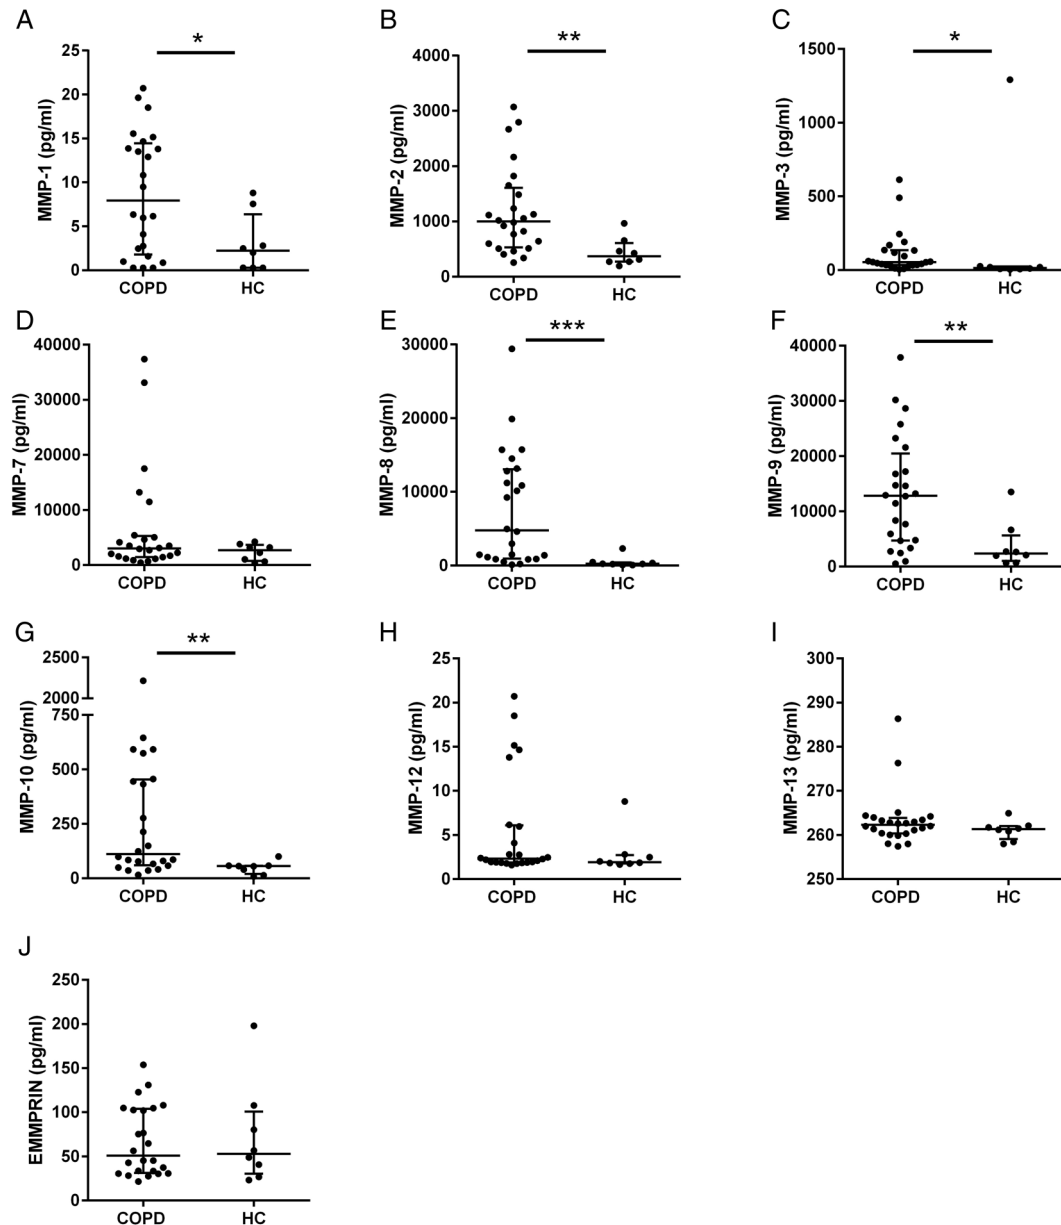 A
*
MMP-1 (pg/ml)
25
20
15
10
5
0
COPD HC
B
**
MMP-2 (pg/ml)
4000
3000
2000
1000
0
COPD HC
C
*
MMP-3 (pg/ml)
1500
1000
500
0
COPD HC
D
MMP-7 (pg/ml)
40000
30000
20000
10000
0
COPD HC
E
***
MMP-8 (pg/ml)
30000
20000
10000
0
COPD HC
F
**
MMP-9 (pg/ml)
40000
30000
20000
10000
0
COPD HC
G
**
MMP-10 (pg/ml)
2500
2000
750
500
250
0
COPD HC
H
MMP-12 (pg/ml)
25
20
15
10
5
0
COPD HC
I
MMP-13 (pg/ml)
300
290
280
270
260
250
COPD HC
J
EMMPRIN (pg/ml)
250
200
150
100
50
0
COPD HC